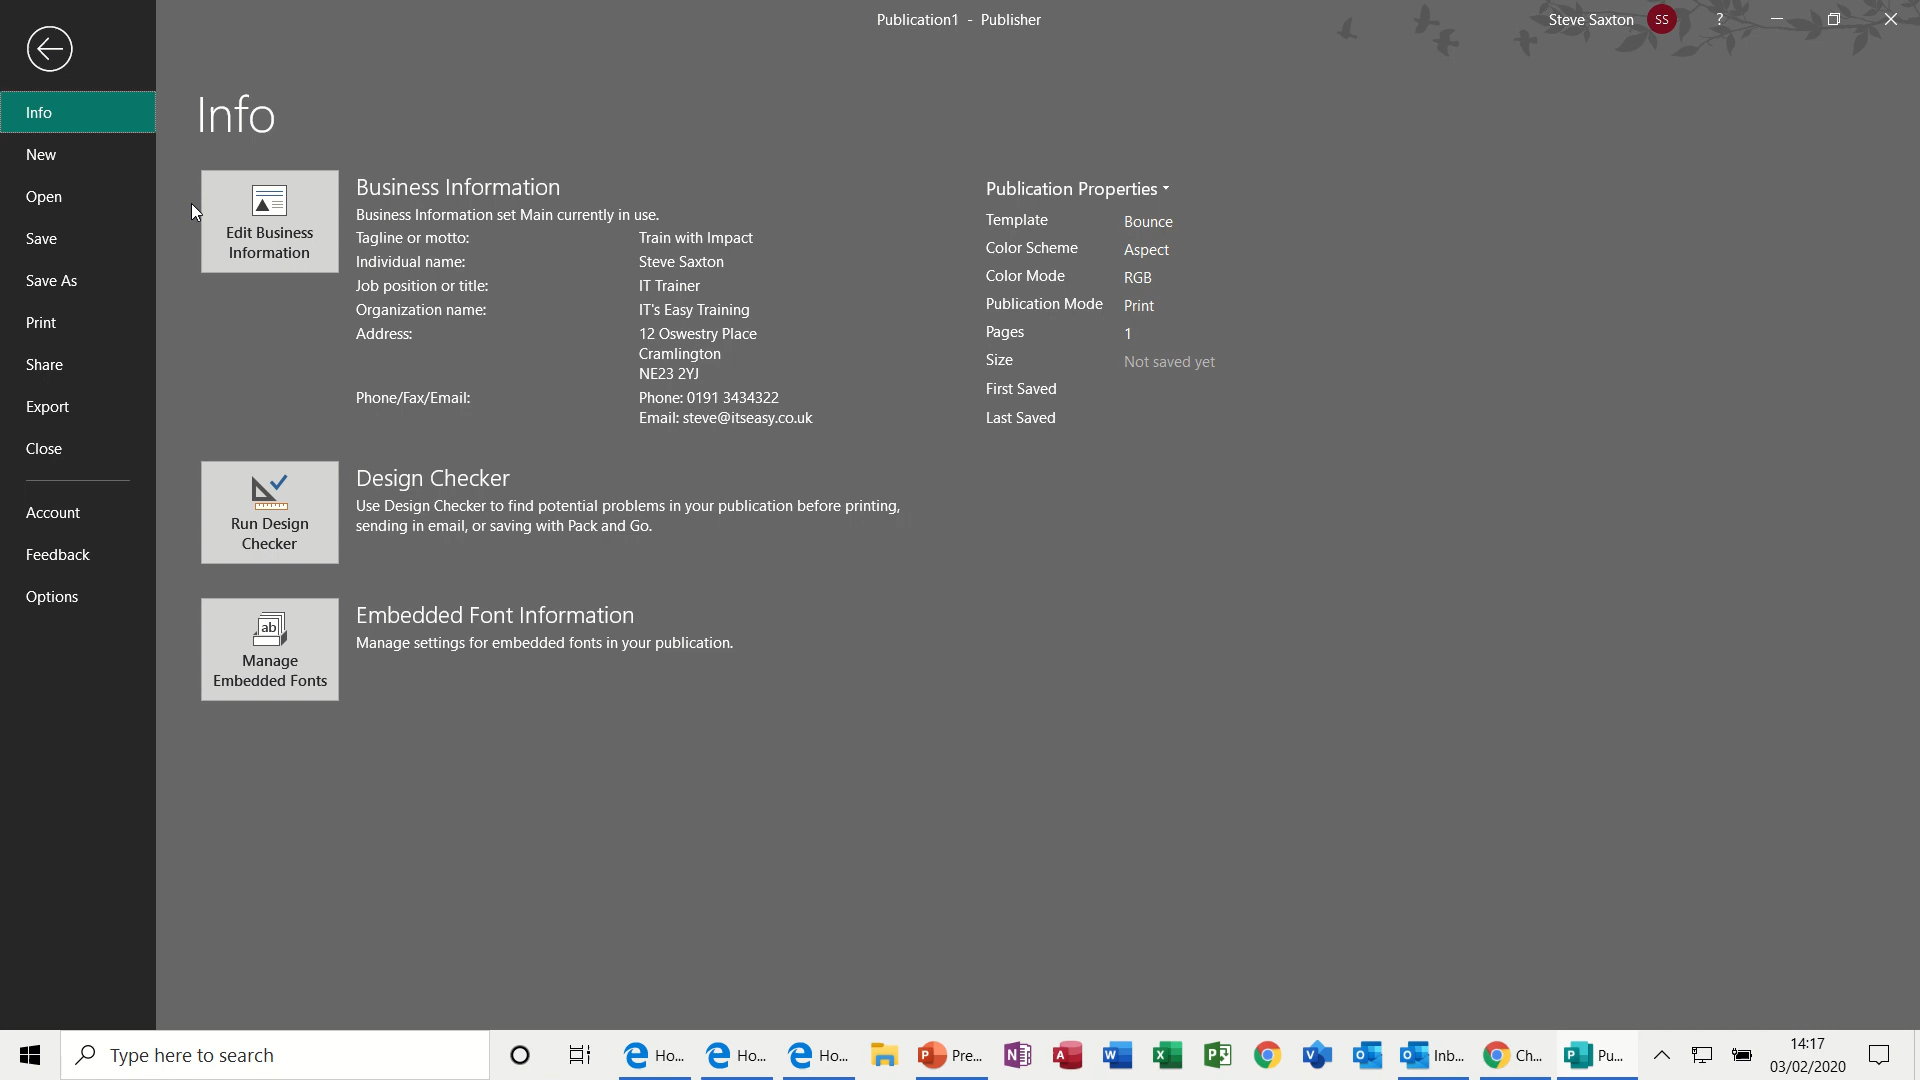 Publication1 - Publisher
Steve Saxton SS ?
Info
New
Open
Save
Save As
Print
Share
Export
Close
Account
Feedback
Options
Info
Edit Business
Information
Business Information
Business Information set Main currently in use.
Tagline or motto: Train with Impact
Individual name: Steve Saxton
Job position or title: IT Trainer
Organization name: IT's Easy Training
Address: 12 Oswestry Place
Cramlington
NE23 2YJ
Phone/Fax/Email: Phone: 0191 3434322
Email: steve@itseasy.co.uk
Publication Properties
Template Bounce
Color Scheme Aspect
Color Mode RGB
Publication Mode Print
Pages 1
Size Not saved yet
First Saved
Last Saved
Run Design
Checker
Design Checker
Use Design Checker to find potential problems in your publication before printing,
sending in email, or saving with Pack and Go.
ab
Manage
Embedded Fonts
Embedded Font Information
Manage settings for embedded fonts in your publication.
Type here to search
Ho... Ho... Ho... P Pre... N A W X P V O O Inb... Ch... P Pu...
14:17
03/02/2020